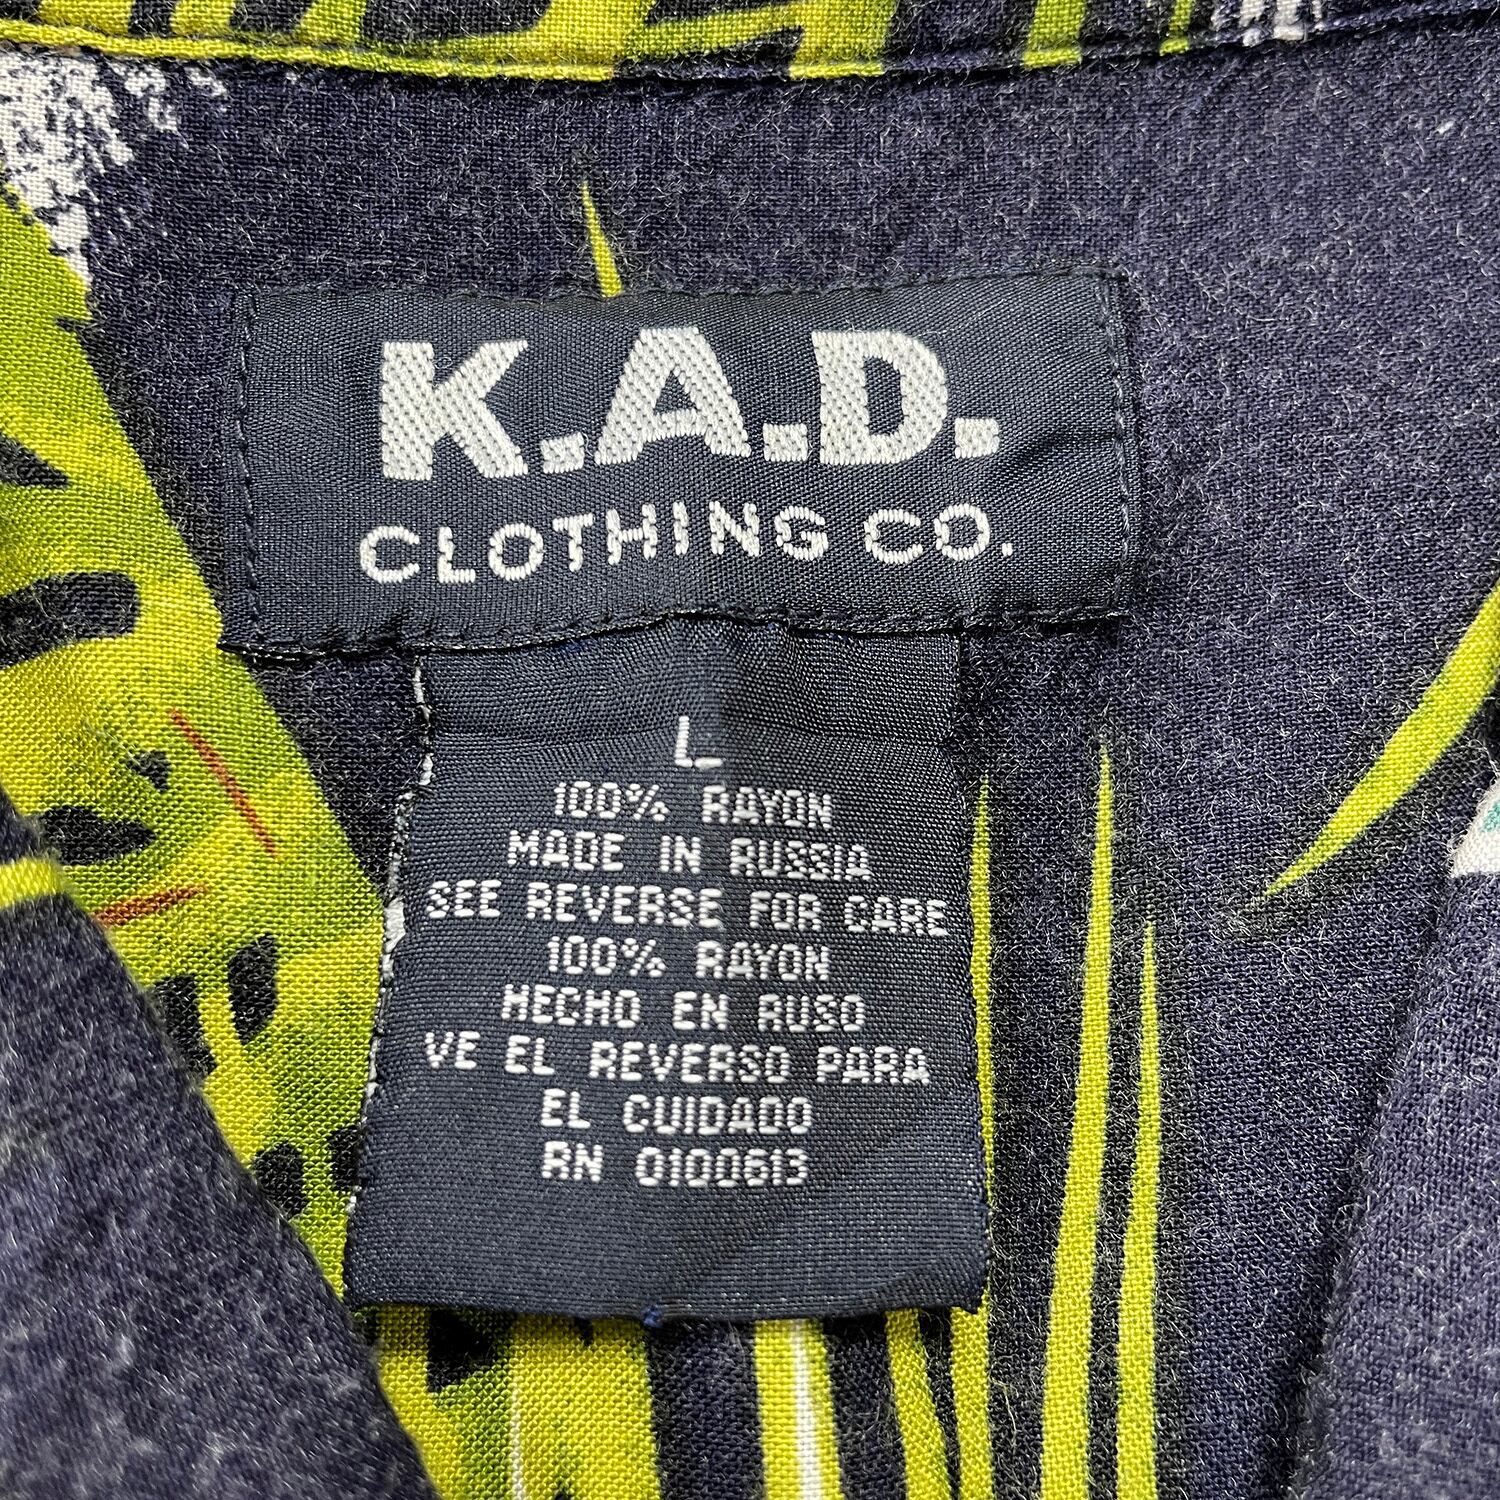 K.A.D.
CLOTHING CO.
L
100% RAYON
MADE IN RUSSIA
SEE REVERSE FOR CARE
100% RAYON
HECHO EN RUSO
VE EL REVERSO PARA
EL CUIDADO
RN 0100613